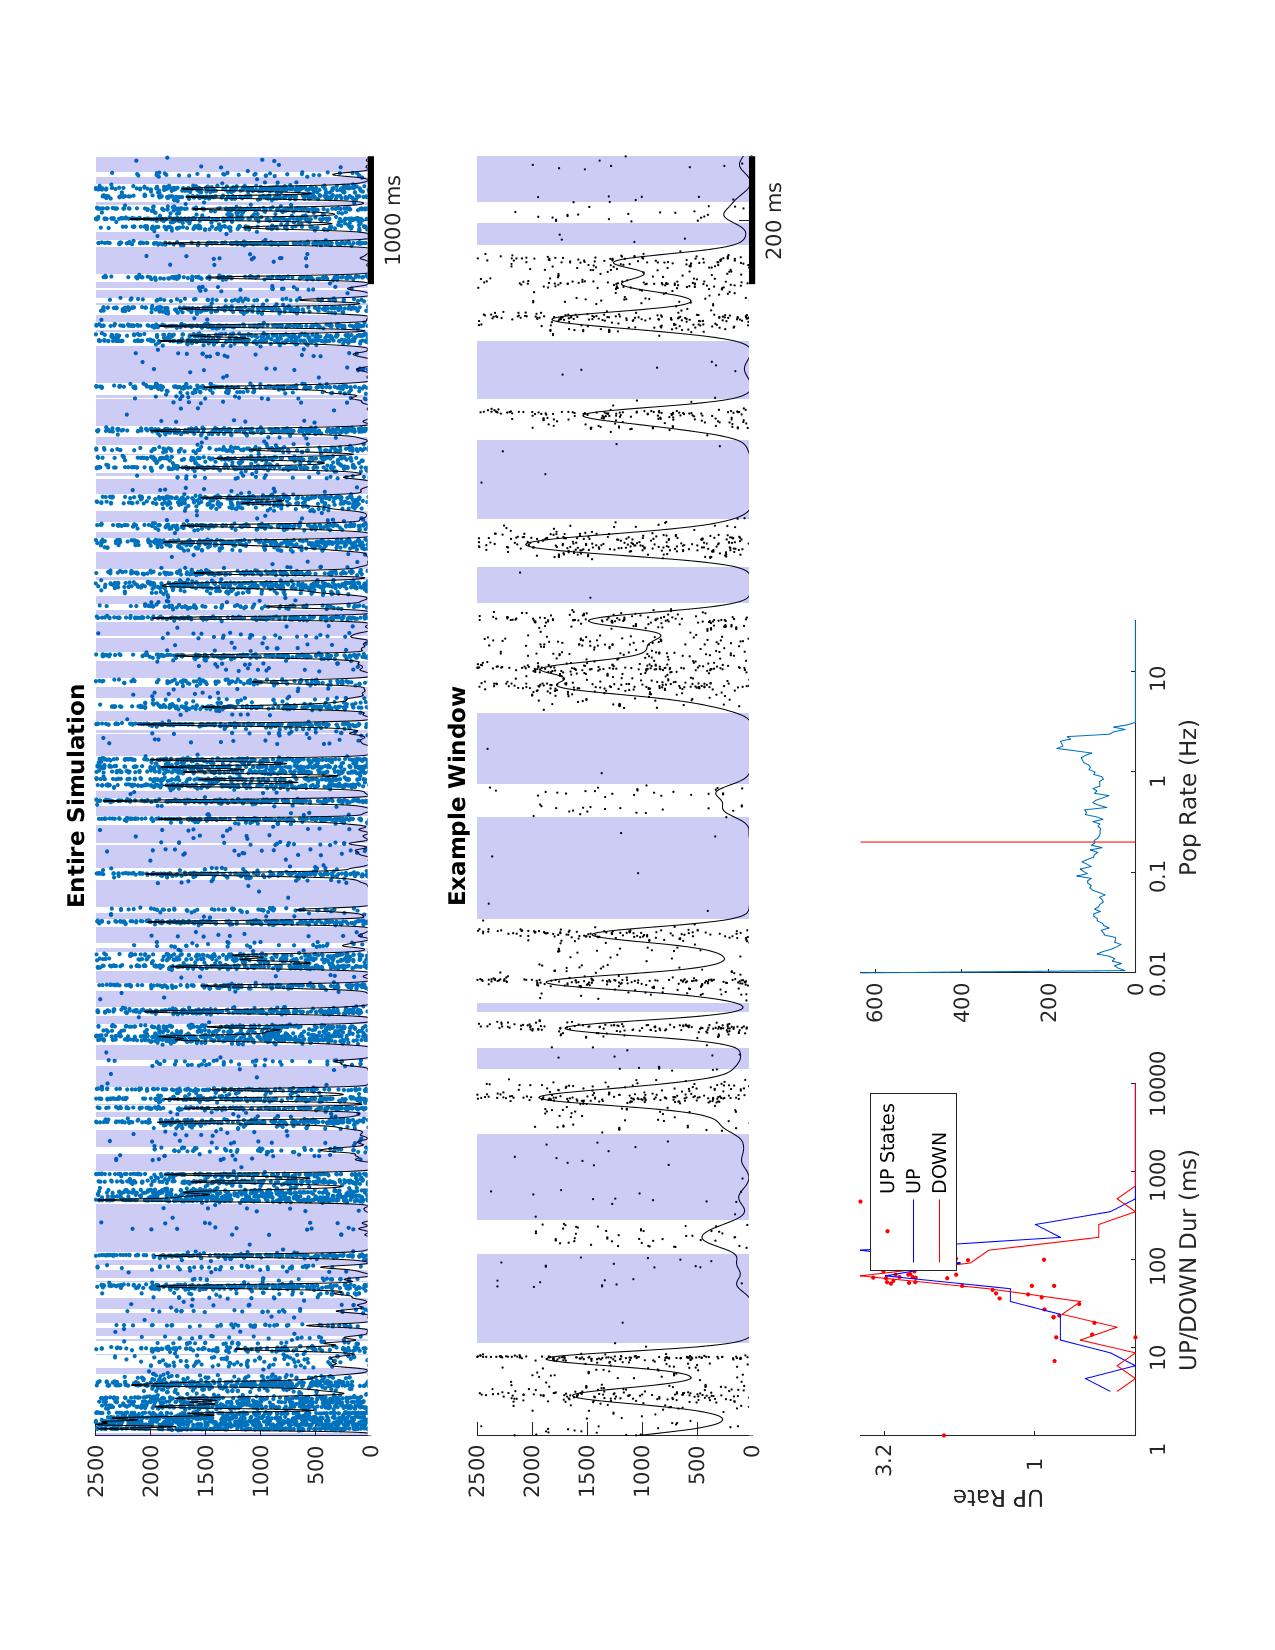 Entire Simulation
2500
2000
1500
1000
500
0
1000 ms
Example Window
2500
2000
1500
1000
500
0
200 ms
UP Rate
3.2
1
1 10 100 1000 10000
UP/DOWN Dur (ms)
UP States
UP
DOWN
600
400
200
0
0.01 0.1 1 10
Pop Rate (Hz)